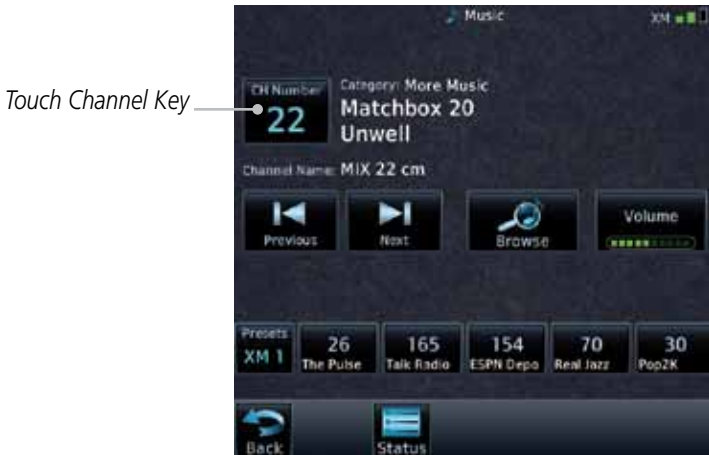 Music
XM
Touch Channel Key
CH Number
22
Category: More Music
Matchbox 20
Unwell
Channel Name: MIX 22 cm
Previous
Next
Browse
Volume
Presets
XM 1
26
The Pulse
165
Talk Radio
154
ESPN Depo
70
Real Jazz
30
Pop2K
Back
Status